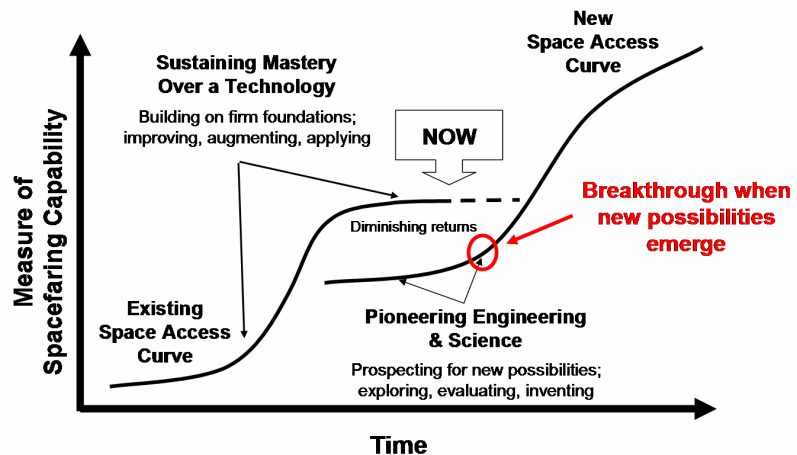 New
Space Access
Curve
Sustaining Mastery
Over a Technology
Building on firm foundations;
improving, augmenting, applying
NOW
Breakthrough when
new possibilities
emerge
Diminishing returns
Measure of
Spacefaring Capability
Existing
Space Access
Curve
Pioneering Engineering
& Science
Prospecting for new possibilities;
exploring, evaluating, inventing
Time